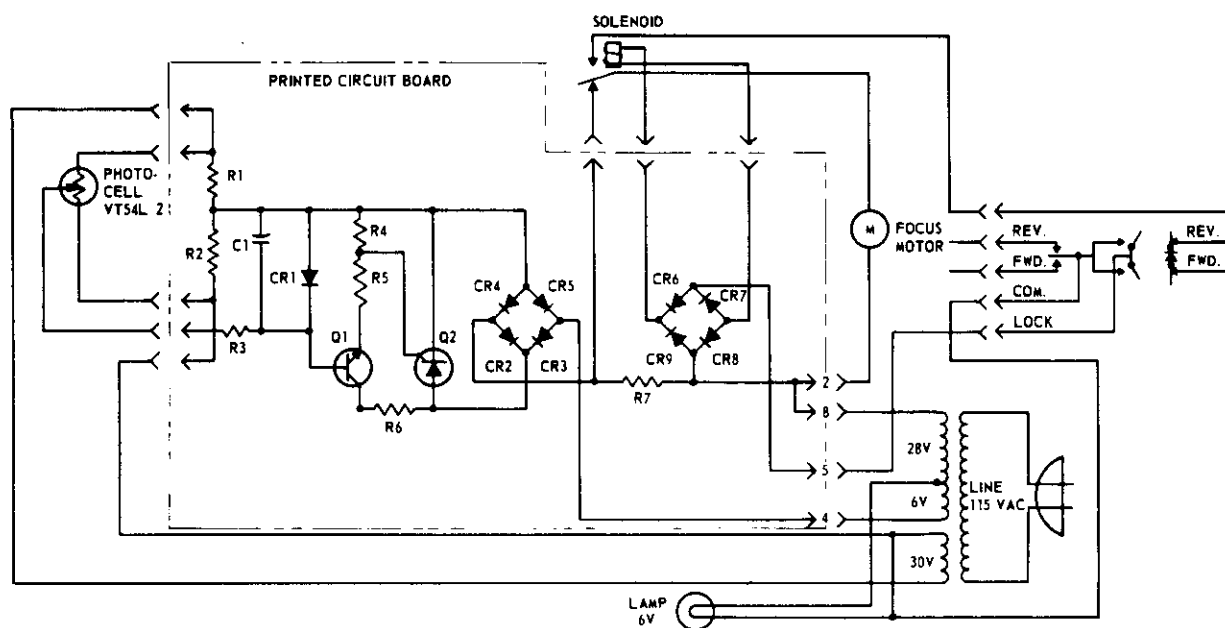 SOLENOID
PRINTED CIRCUIT BOARD
PHOTO-
CELL
VT54L 2
R1
R2
C1
CR1
R4
R5
R3
Q1
Q2
R6
CR4
CR5
CR2
CR3
CR6
CR7
CR9
CR8
R7
M
FOCUS
MOTOR
REV.
FWD.
COM.
LOCK
REV.
FWD.
2
8
5
4
28V
6V
30V
LINE
115 VAC
LAMP
6V